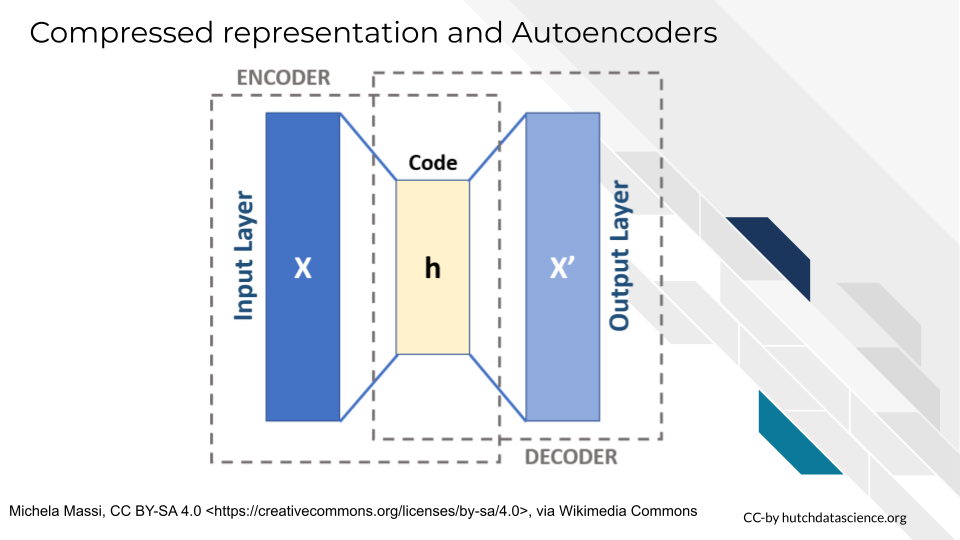 Compressed representation and Autoencoders
ENCODER
Code
Input Layer
X
h
X’
Output Layer
DECODER
Michela Massi, CC BY-SA 4.0 <https://creativecommons.org/licenses/by-sa/4.0>, via Wikimedia Commons
CC-by hutchdatascience.org